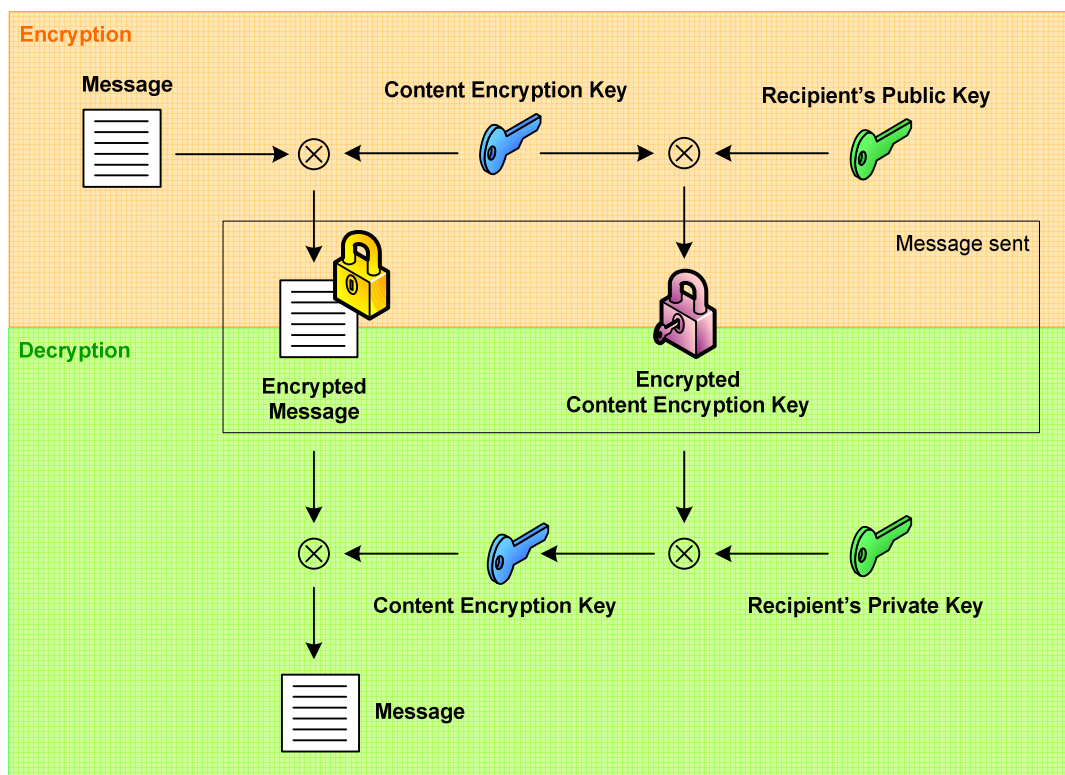 Encryption
Message
Content Encryption Key
Recipient's Public Key
Message sent
Decryption
Encrypted
Message
Encrypted
Content Encryption Key
Content Encryption Key
Recipient's Private Key
Message